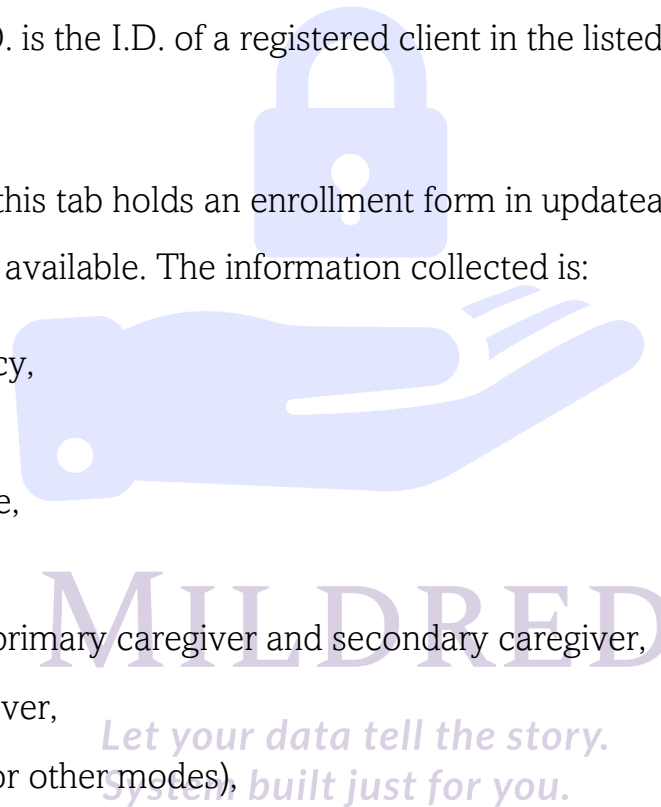 . is the I.D. of a registered client in the listed
this tab holds an enrollment form in updatea
available. The information collected is:
cy,
e,
primary caregiver and secondary caregiver,
MILDRED
ver,
Let your data tell the story.
or other modes),
System built just for you.